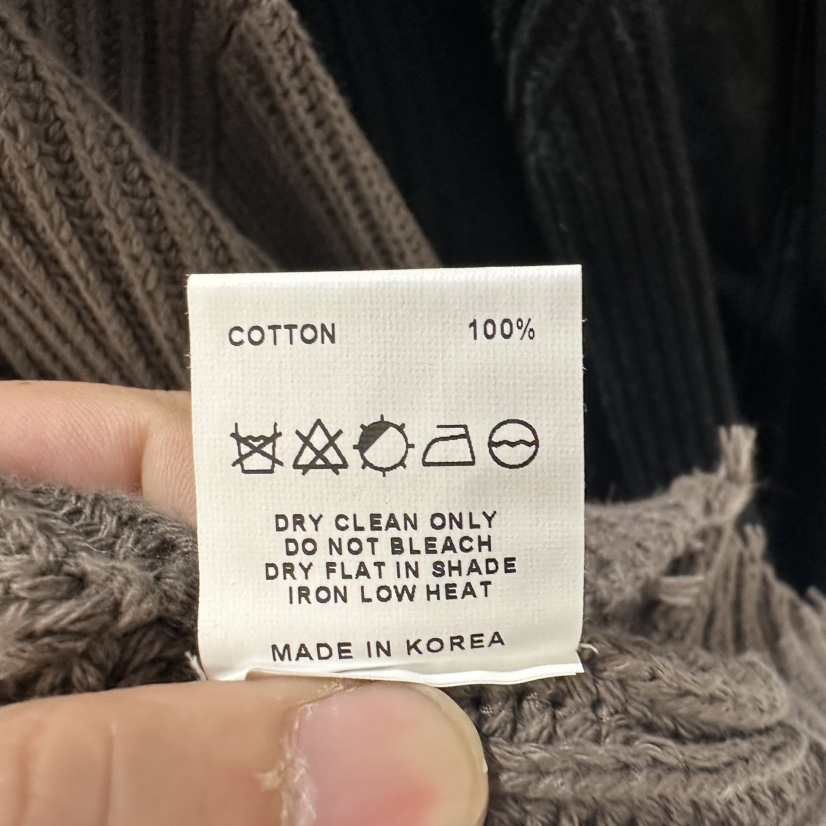 COTTON 100%
DRY CLEAN ONLY
DO NOT BLEACH
DRY FLAT IN SHADE
IRON LOW HEAT
MADE IN KOREA